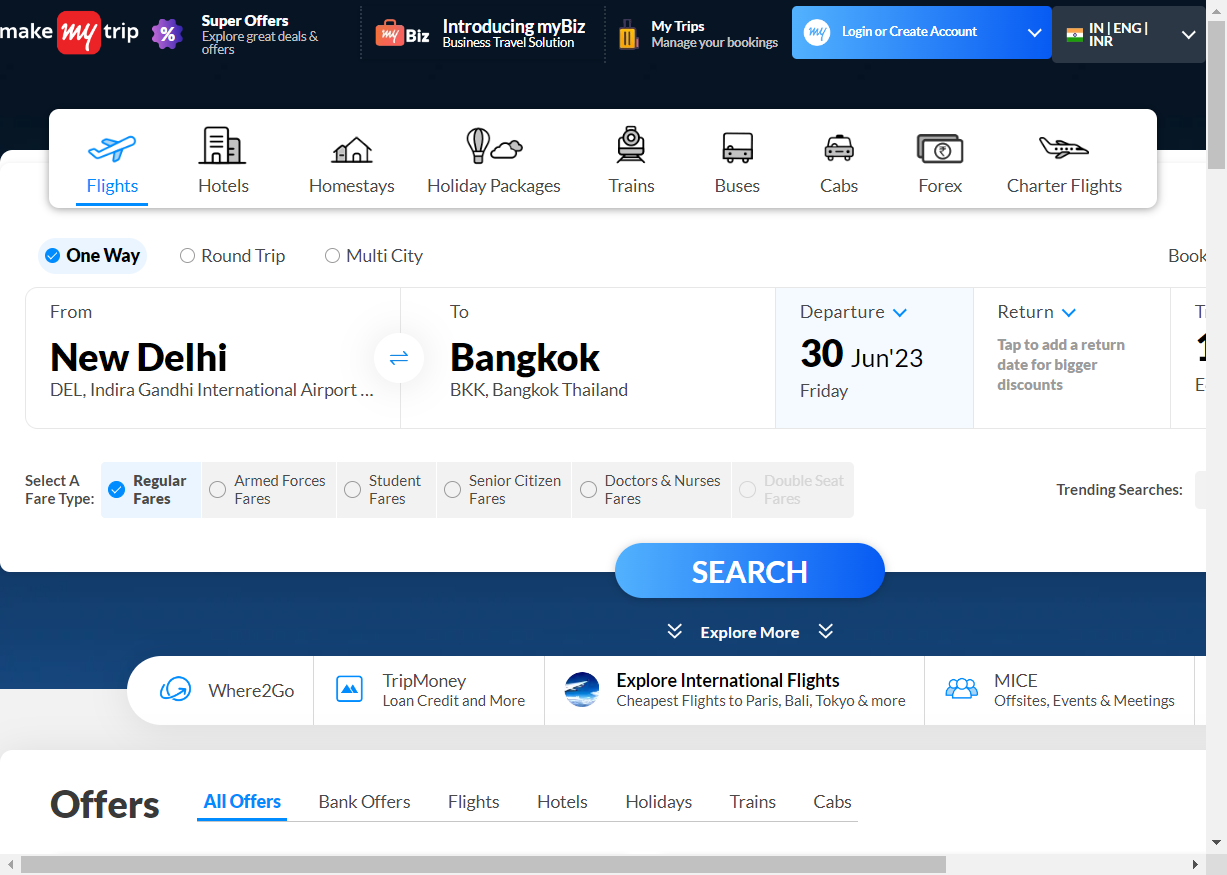 make my trip
%
Super Offers
Explore great deals &
offers
my Biz
Introducing myBiz
Business Travel Solution
My Trips
Manage your bookings
my
Login or Create Account
IN | ENG |
INR
Flights
Hotels
Homestays
Holiday Packages
Trains
Buses
Cabs
Forex
Charter Flights
One Way
Round Trip
Multi City
Book
From
New Delhi
DEL, Indira Gandhi International Airport ...
To
Bangkok
BKK, Bangkok Thailand
Departure
30 Jun'23
Friday
Return
Tap to add a return
date for bigger
discounts
Select A
Fare Type:
Regular
Fares
Armed Forces
Fares
Student
Fares
Senior Citizen
Fares
Doctors & Nurses
Fares
Double Seat
Fares
Trending Searches:
SEARCH
Explore More
Where2Go
TripMoney
Loan Credit and More
Explore International Flights
Cheapest Flights to Paris, Bali, Tokyo & more
MICE
Offsites, Events & Meetings
Offers
All Offers
Bank Offers
Flights
Hotels
Holidays
Trains
Cabs